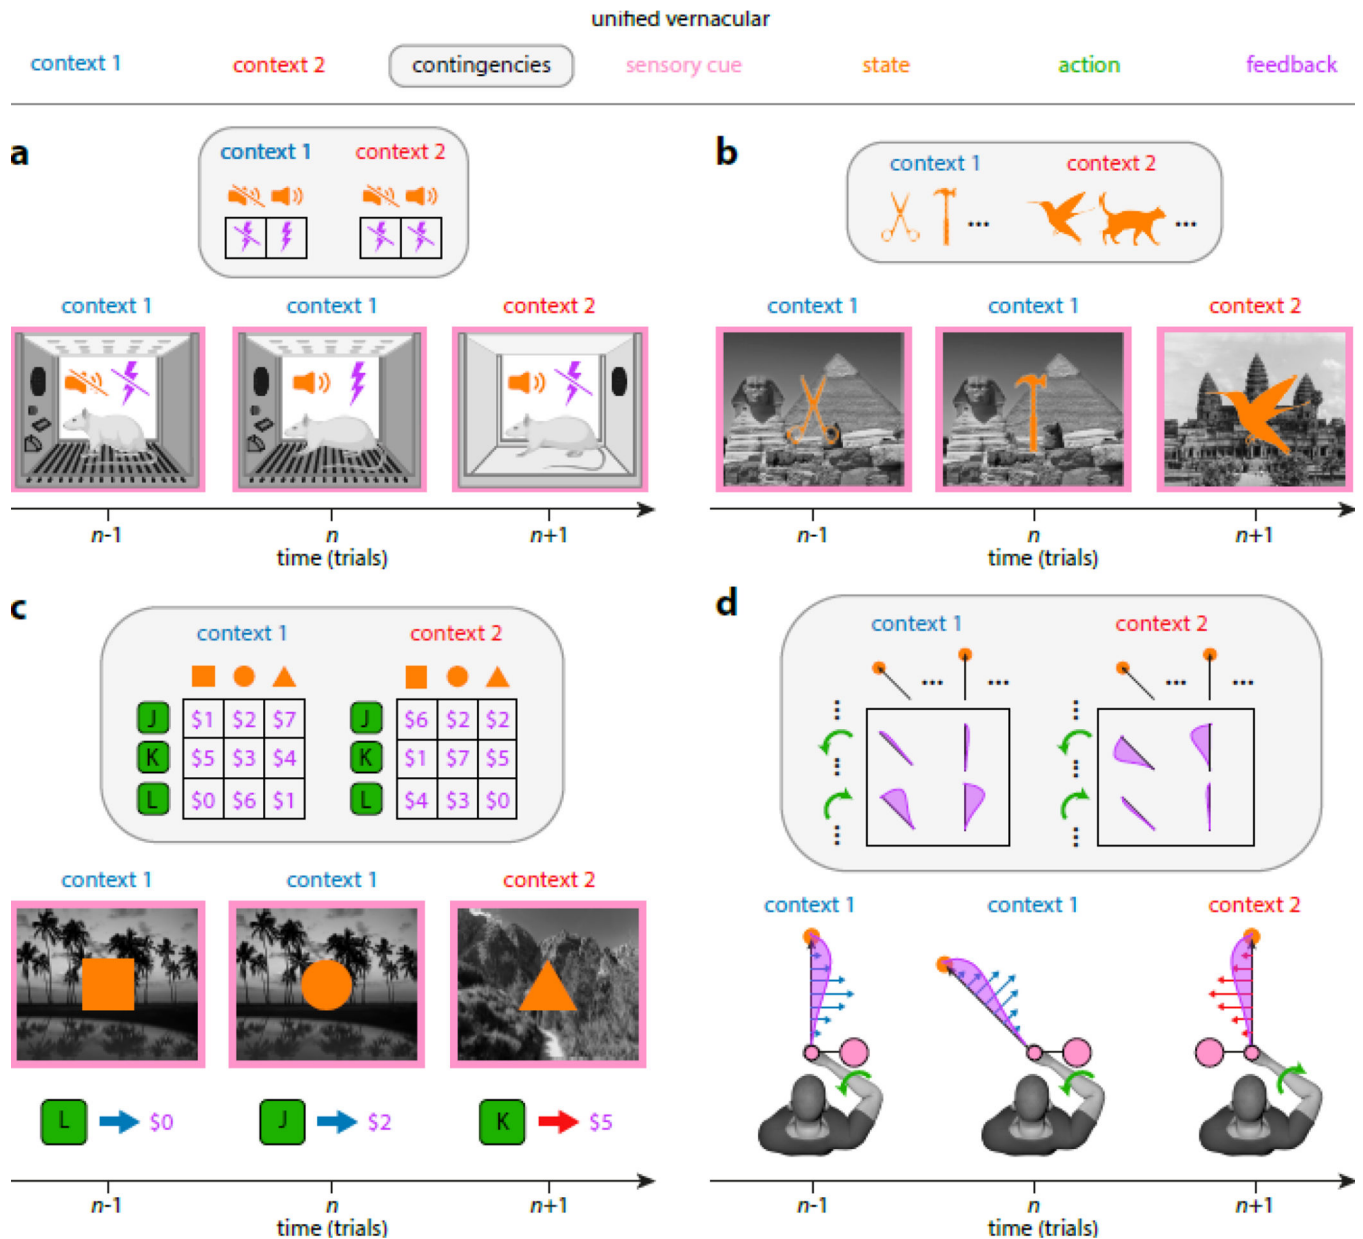 unified vernacular
context 1 context 2 contingencies sensory cue state action feedback
a
context 1 context 2
context 1 context 1 context 2
n-1 n n+1
time (trials)
b
context 1 context 2
... ...
context 1 context 1 context 2
n-1 n n+1
time (trials)
c
context 1 context 2
J $1 $2 $7 J $6 $2 $2
K $5 $3 $4 K $1 $7 $5
L $0 $6 $1 L $4 $3 $0
context 1 context 1 context 2
L $0 J $2 K $5
n-1 n n+1
time (trials)
d
context 1 context 2
... ... ... ...
context 1 context 1 context 2
n-1 n n+1
time (trials)